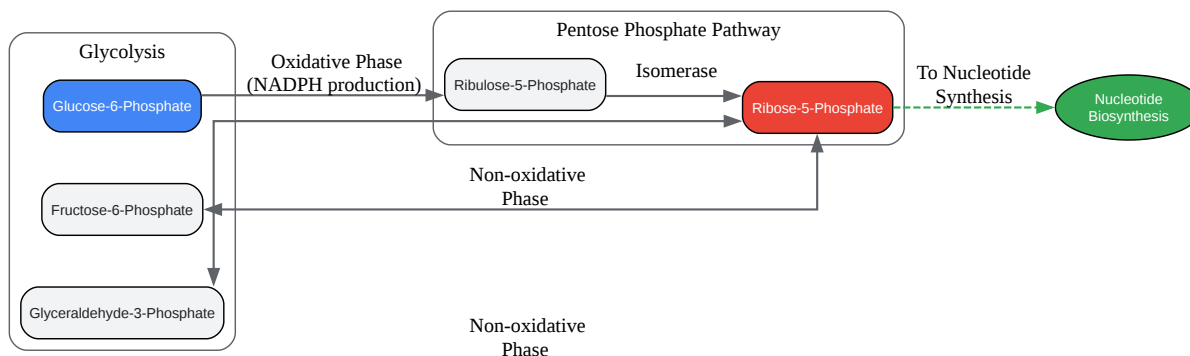 Glycolysis
Glucose-6-Phosphate
Fructose-6-Phosphate
Glyceraldehyde-3-Phosphate
Oxidative Phase
(NADPH production)
Pentose Phosphate Pathway
Ribulose-5-Phosphate
Isomerase
Ribose-5-Phosphate
To Nucleotide
Synthesis
Nucleotide
Biosynthesis
Non-oxidative
Phase
Non-oxidative
Phase